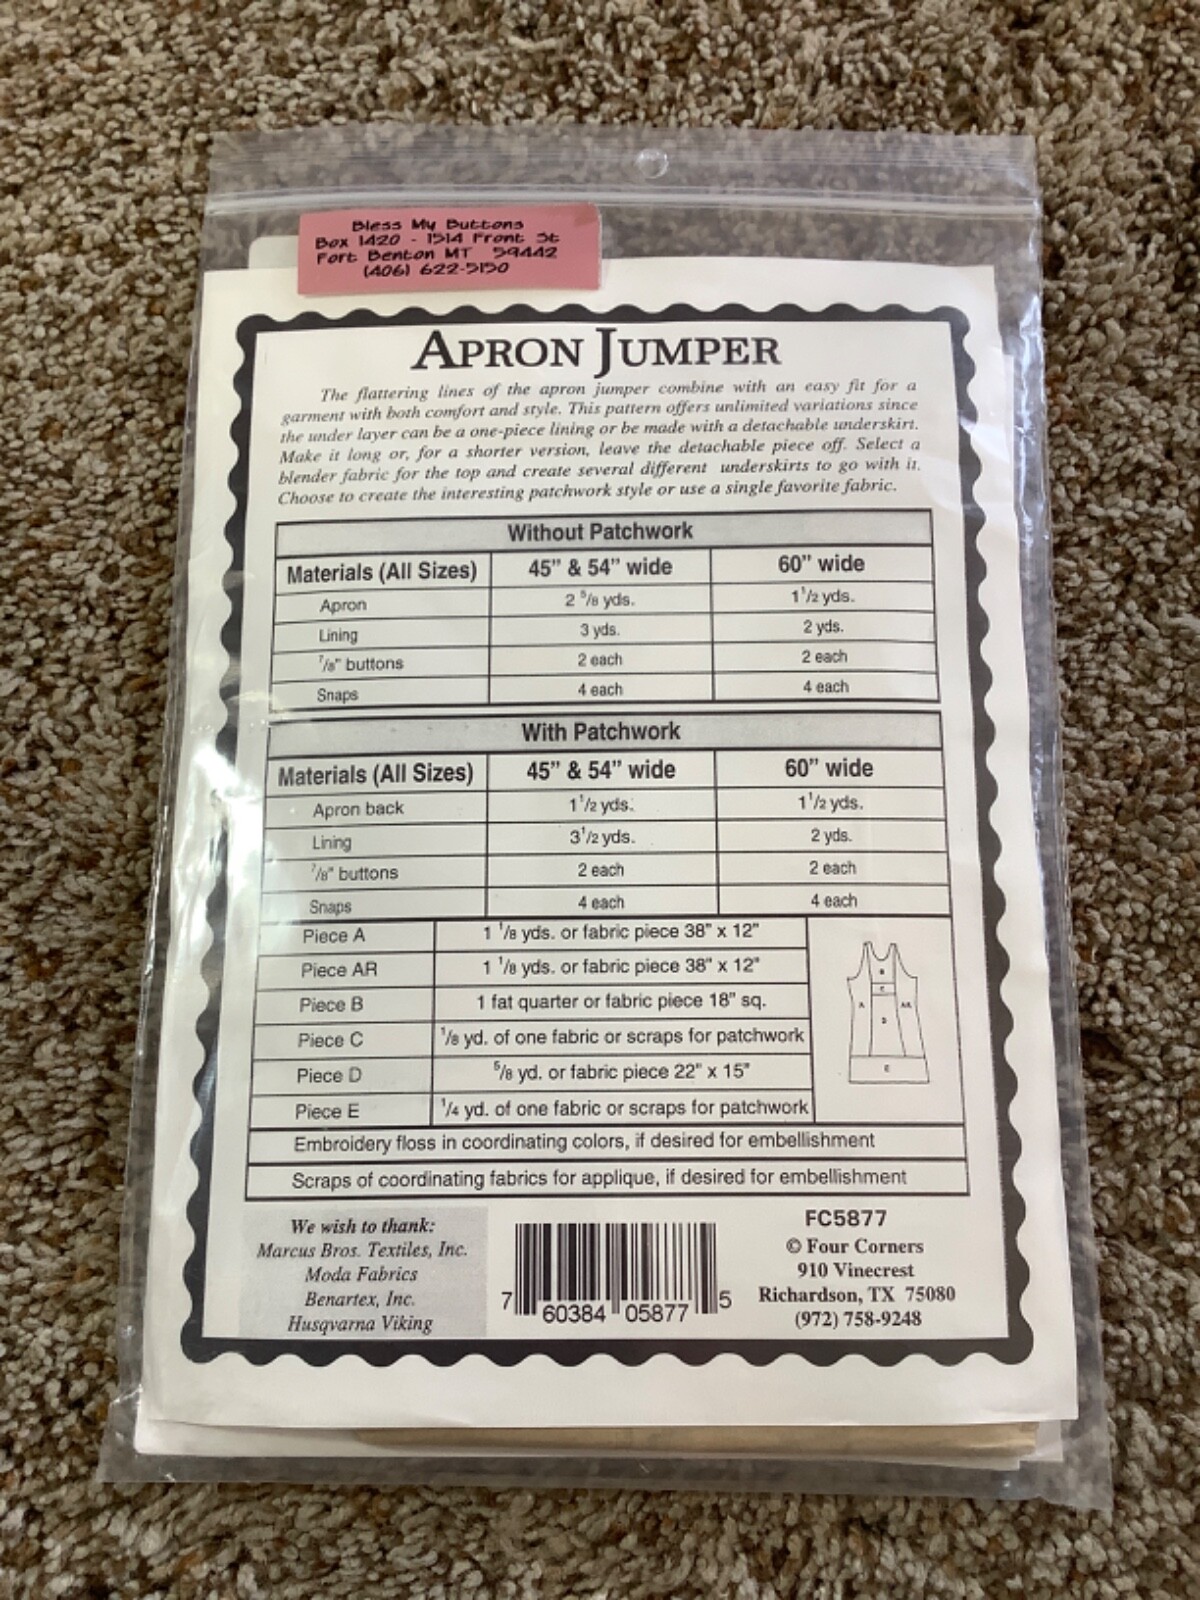 Bless My Buttons
Box 1420 - 1514 Front St
Fort Benton MT 59442
(406) 622-5150
APRON JUMPER
The flattering lines of the apron jumper combine with an easy fit for a
garment with both comfort and style. This pattern offers unlimited variations since
the under layer can be a one-piece lining or be made with a detachable underskirt.
Make it long or, for a shorter version, leave the detachable piece off. Select a
blender fabric for the top and create several different underskirts to go with it.
Choose to create the interesting patchwork style or use a single favorite fabric.
Without Patchwork
Materials (All Sizes) 45" & 54" wide 60" wide
Apron 2 5/8 yds. 1 1/2 yds.
Lining 3 yds. 2 yds.
7/8" buttons 2 each 2 each
Snaps 4 each 4 each
With Patchwork
Materials (All Sizes) 45" & 54" wide 60" wide
Apron back 1 1/2 yds. 1 1/2 yds.
Lining 3 1/2 yds. 2 yds.
7/8" buttons 2 each 2 each
Snaps 4 each 4 each
Piece A 1 1/8 yds. or fabric piece 38" x 12"
Piece AR 1 1/8 yds. or fabric piece 38" x 12"
Piece B 1 fat quarter or fabric piece 18" sq.
Piece C 1/8 yd. of one fabric or scraps for patchwork
Piece D 5/8 yd. or fabric piece 22" x 15"
Piece E 1/4 yd. of one fabric or scraps for patchwork
B
C
A AR
D
E
Embroidery floss in coordinating colors, if desired for embellishment
Scraps of coordinating fabrics for applique, if desired for embellishment
We wish to thank:
Marcus Bros. Textiles, Inc.
Moda Fabrics
Benartex, Inc.
Husqvarna Viking
7 60384 05877 5
FC5877
© Four Corners
910 Vinecrest
Richardson, TX 75080
(972) 758-9248